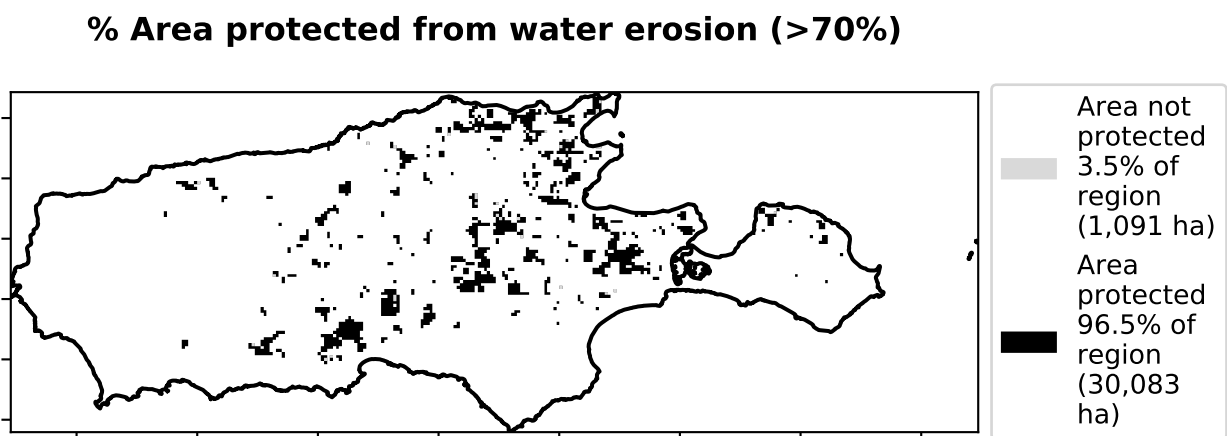 % Area protected from water erosion (>70%)
Area not
protected
3.5% of
region
(1,091 ha)
Area
protected
96.5% of
region
(30,083
ha)